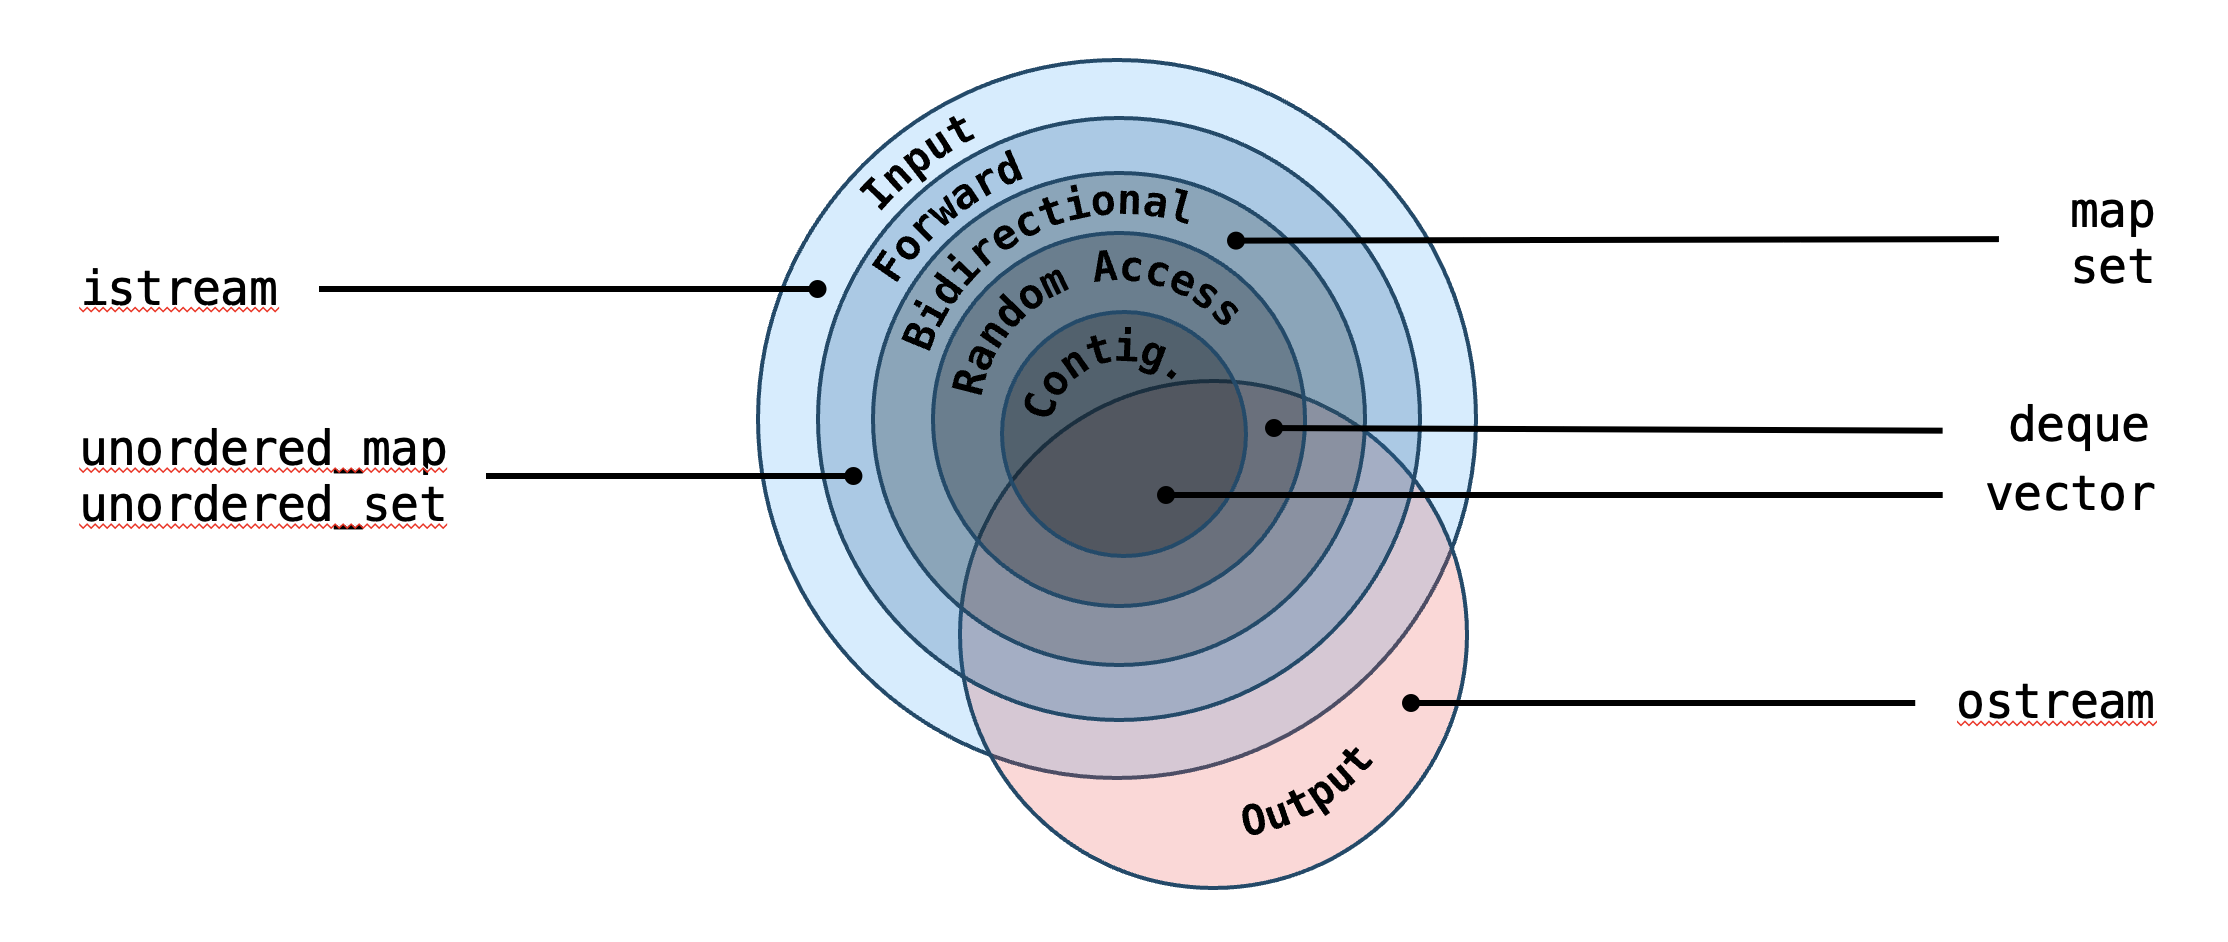 Input
Forward
Bidirectional
Random Access
Contig.
Output
istream
unordered_map
unordered_set
map
set
deque
vector
ostream